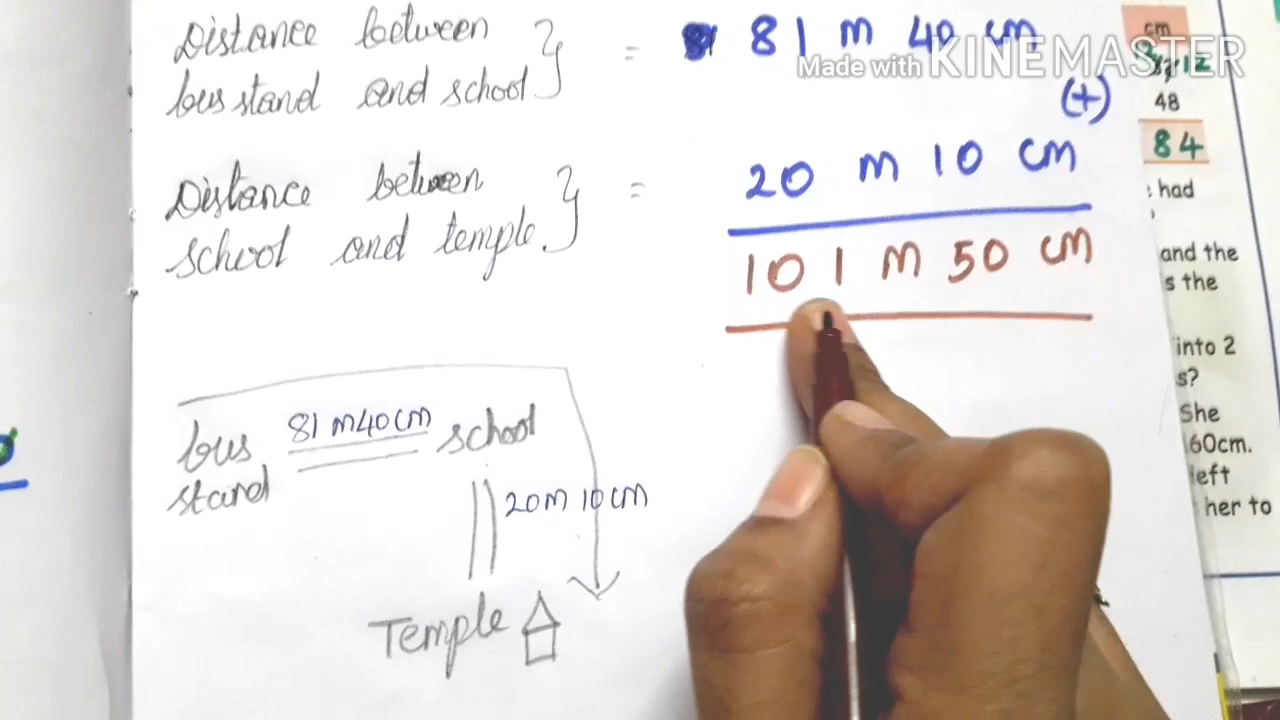 Distance between
bus stand and school } = 81 m 40 cm
(+)
Distance between
school and temple. } = 20 m 10 cm
101 m 50 cm
bus stand 81 m 40 cm school
20 m 10 cm
Temple
Made with KINEMASTER
cm
12
48
84
had
and the
s the
into 2
s?
She
60cm.
left
her to